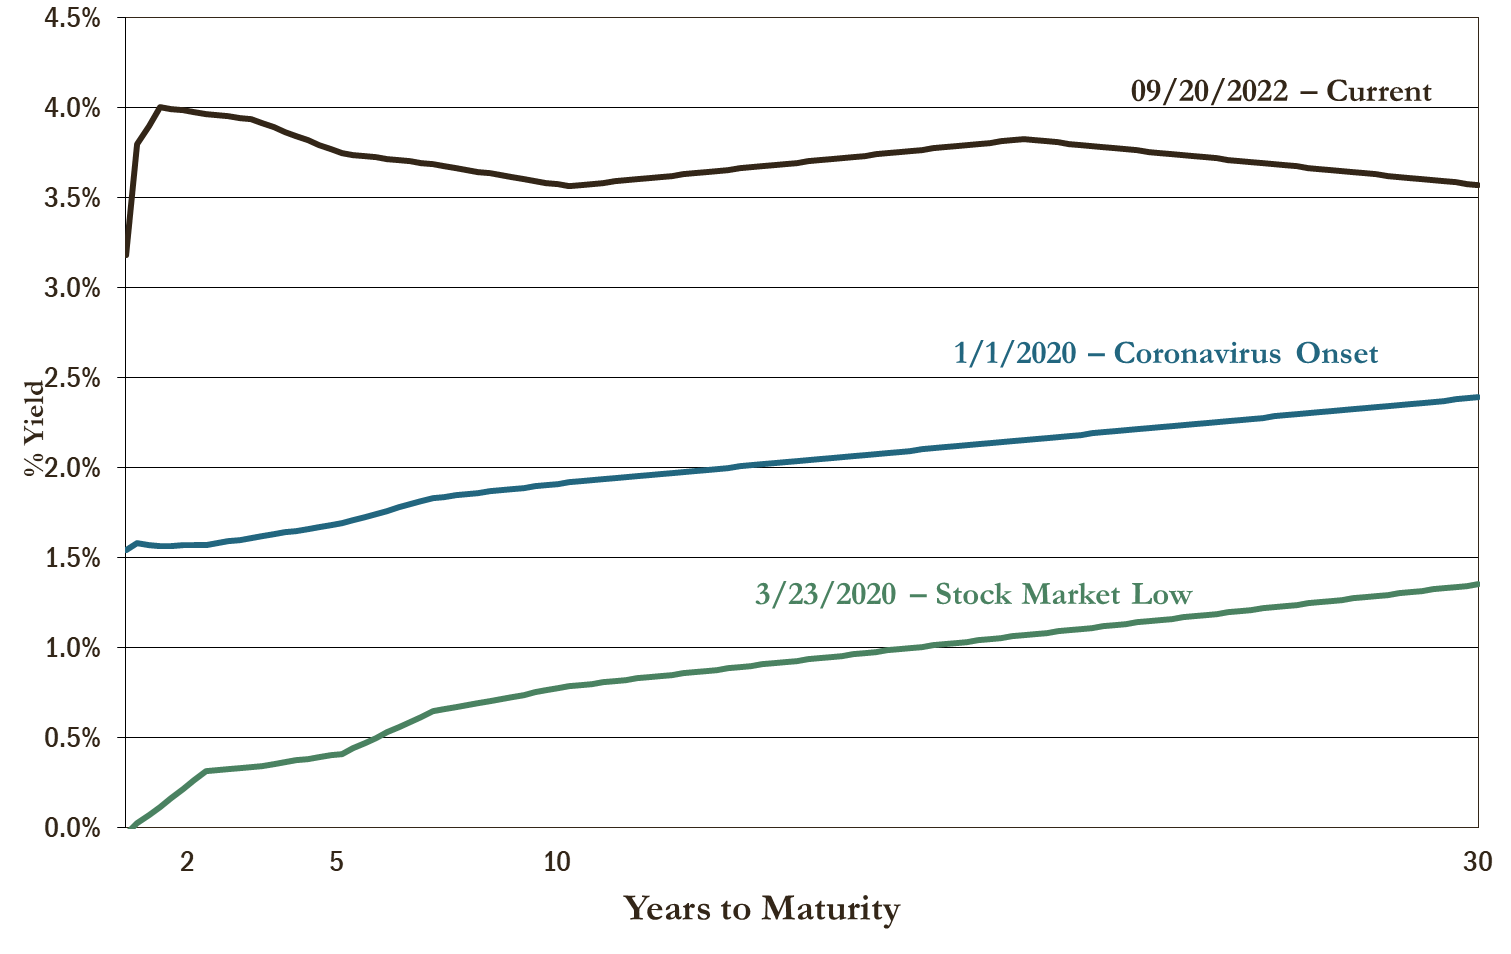 4.5%
09/20/2022 – Current
4.0%
3.5%
3.0%
1/1/2020 – Coronavirus Onset
2.5%
% Yield
2.0%
1.5%
3/23/2020 – Stock Market Low
1.0%
0.5%
0.0%
2 5 10 30
Years to Maturity